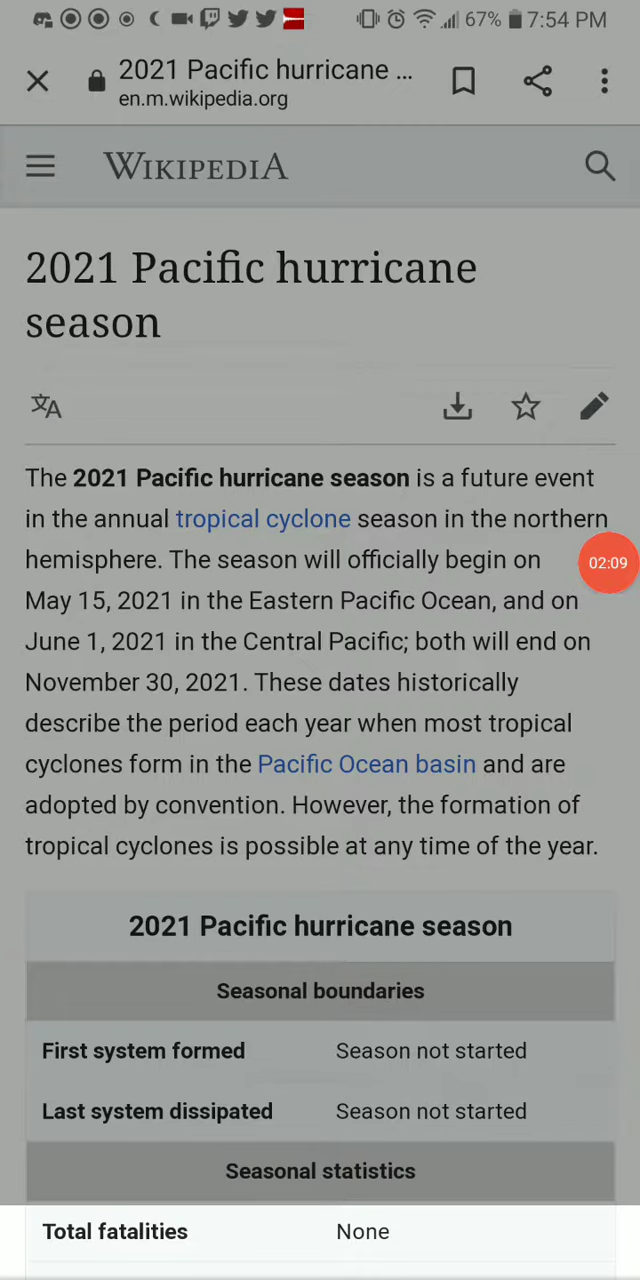 67% 7:54 PM
2021 Pacific hurricane ...
en.m.wikipedia.org
WIKIPEDIA
2021 Pacific hurricane
season
The 2021 Pacific hurricane season is a future event
in the annual tropical cyclone season in the northern
hemisphere. The season will officially begin on
02:09
May 15, 2021 in the Eastern Pacific Ocean, and on
June 1, 2021 in the Central Pacific; both will end on
November 30, 2021. These dates historically
describe the period each year when most tropical
cyclones form in the Pacific Ocean basin and are
adopted by convention. However, the formation of
tropical cyclones is possible at any time of the year.
2021 Pacific hurricane season
Seasonal boundaries
First system formed Season not started
Last system dissipated Season not started
Seasonal statistics
Total fatalities None